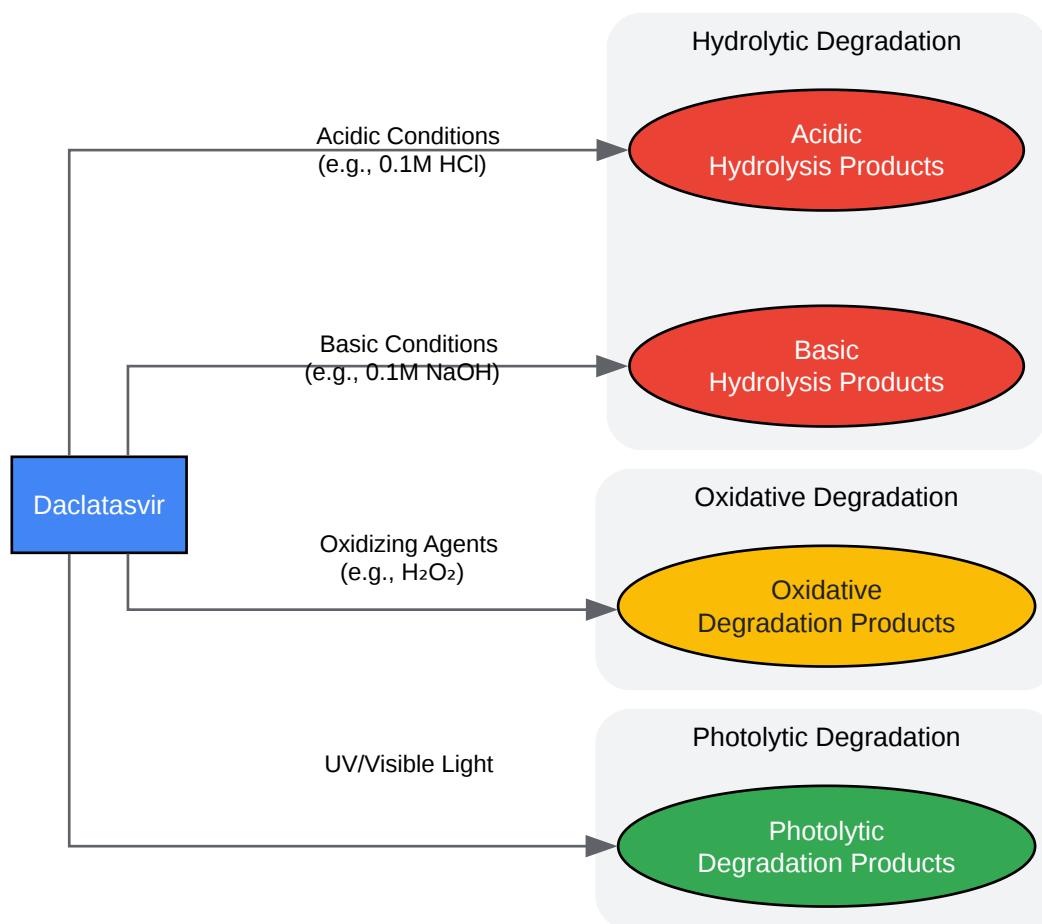 Hydrolytic Degradation
Acidic Conditions
(e.g., 0.1M HCl)
Acidic
Hydrolysis Products
Basic Conditions
(e.g., 0.1M NaOH)
Basic
Hydrolysis Products
Daclatasvir
Oxidative Degradation
Oxidizing Agents
(e.g., H₂O₂)
Oxidative
Degradation Products
Photolytic Degradation
UV/Visible Light
Photolytic
Degradation Products